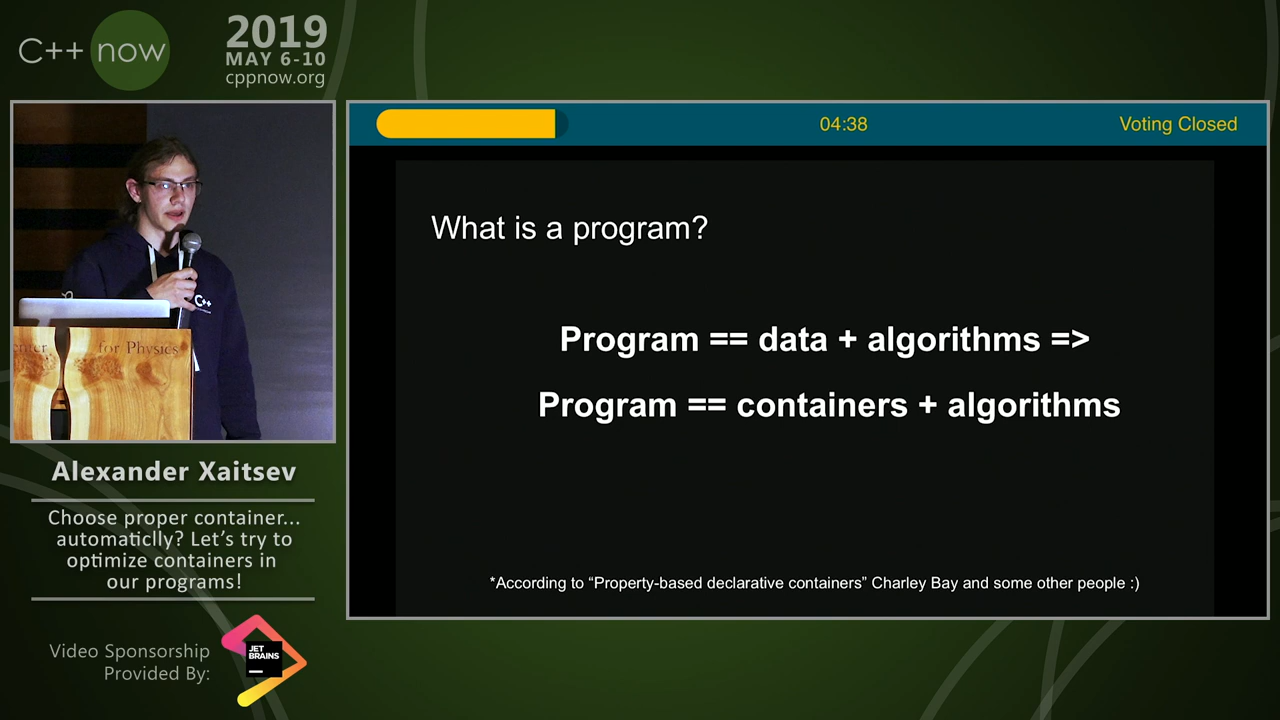 C++ now
2019
MAY 6-10
cppnow.org
04:38
Voting Closed
What is a program?
Program == data + algorithms =>
Program == containers + algorithms
*According to “Property-based declarative containers” Charley Bay and some other people :)
C++
for Physics
Alexander Xaitsev
Choose proper container...
automaticlly? Let's try to
optimize containers in
our programs!
Video Sponsorship
Provided By:
JET
BRAINS